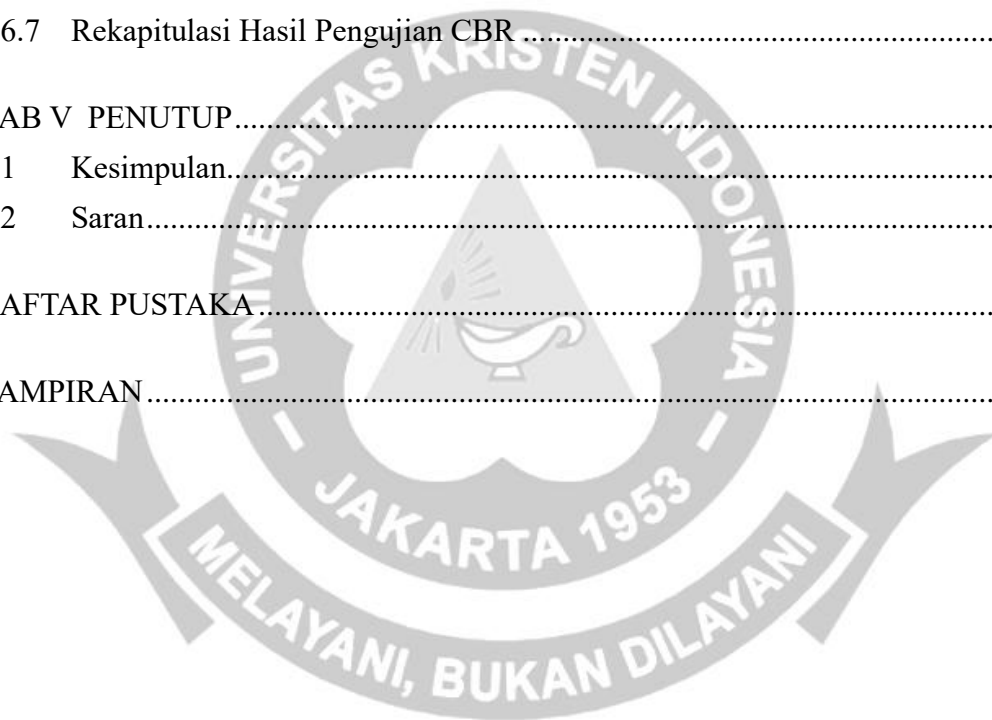 6.7 Rekapitulasi Hasil Pengujian CBR ........................................................
AB V PENUTUP........................................................................................
1 Kesimpulan.........................................................................................
2 Saran....................................................................................................
AFTAR PUSTAKA....................................................................................
AMPIRAN..................................................................................................
UNIVERSITAS KRISTEN INDONESIA
– JAKARTA 1953 –
MELAYANI, BUKAN DILAYANI